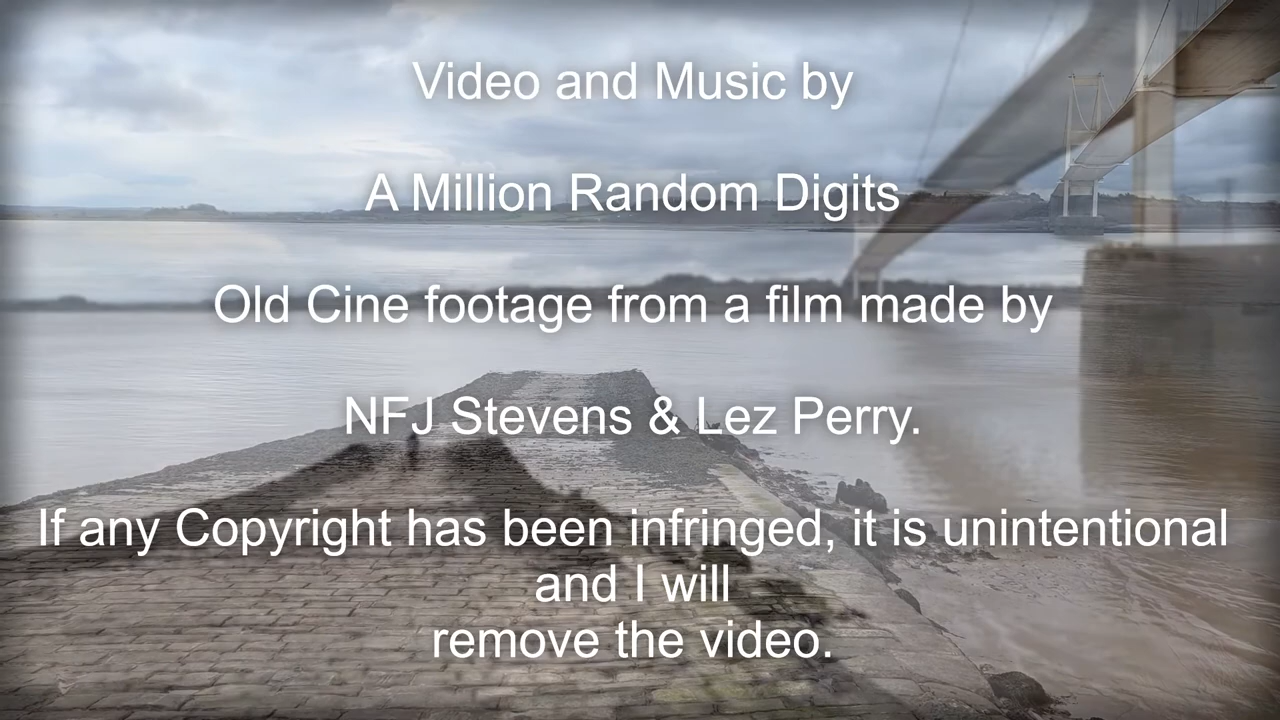 Video and Music by
A Million Random Digits
Old Cine footage from a film made by
NFJ Stevens & Lez Perry.
If any Copyright has been infringed, it is unintentional
and I will
remove the video.